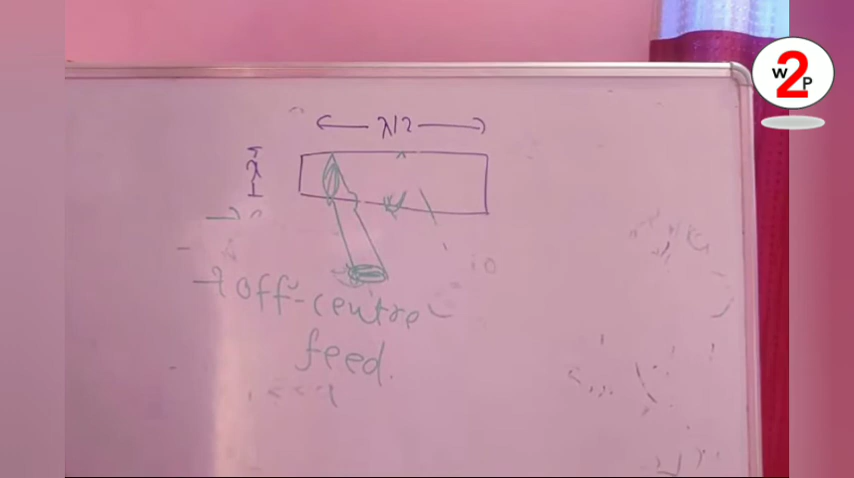 W2P
λ/2
λ
off-centre
feed.